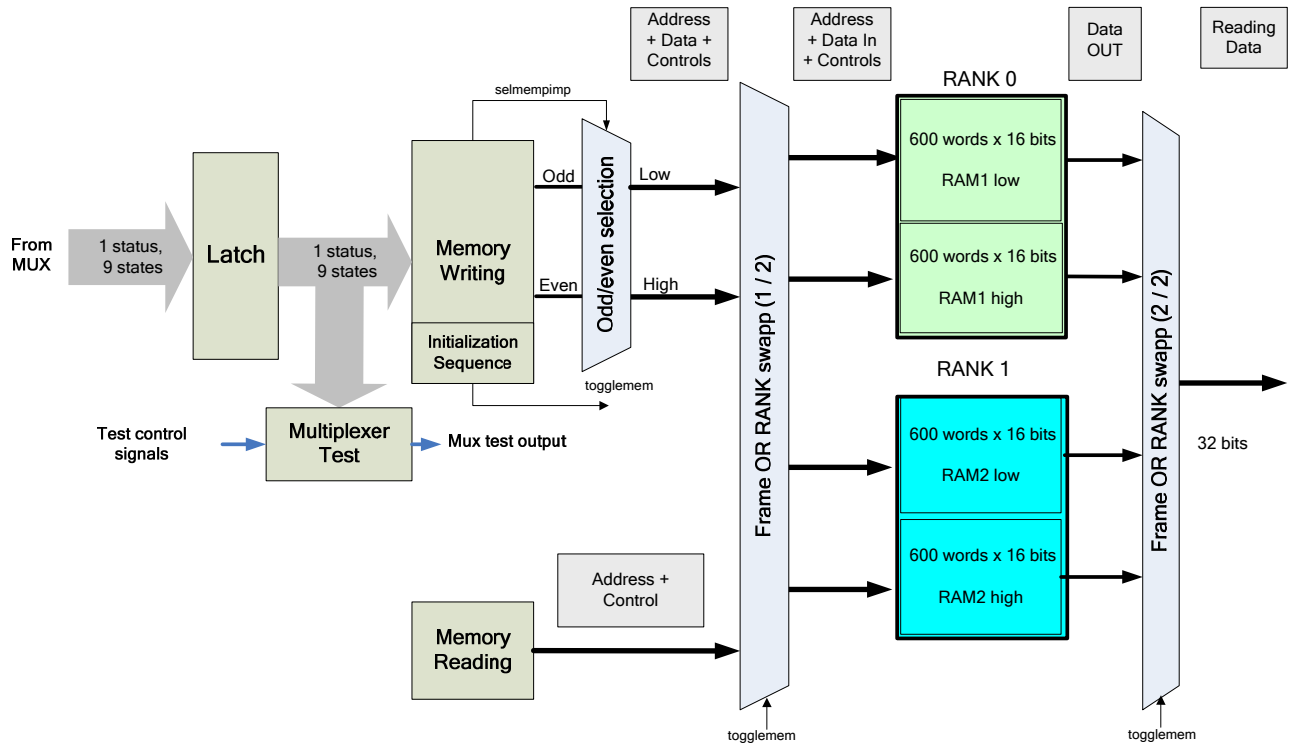 Address
+ Data +
Controls
Address
+ Data In
+ Controls
Data
OUT
Reading
Data
RANK 0
selmempimp
600 words x 16 bits
RAM1 low
Odd
Low
From
MUX
1 status,
9 states
Latch
1 status,
9 states
Memory
Writing
Odd/even selection
600 words x 16 bits
RAM1 high
Even
High
Initialization
Sequence
togglemem
Frame OR RANK swapp (1 / 2)
Frame OR RANK swapp (2 / 2)
RANK 1
Test control
signals
Multiplexer
Test
Mux test output
600 words x 16 bits
RAM2 low
32 bits
600 words x 16 bits
RAM2 high
Address +
Control
Memory
Reading
togglemem
togglemem